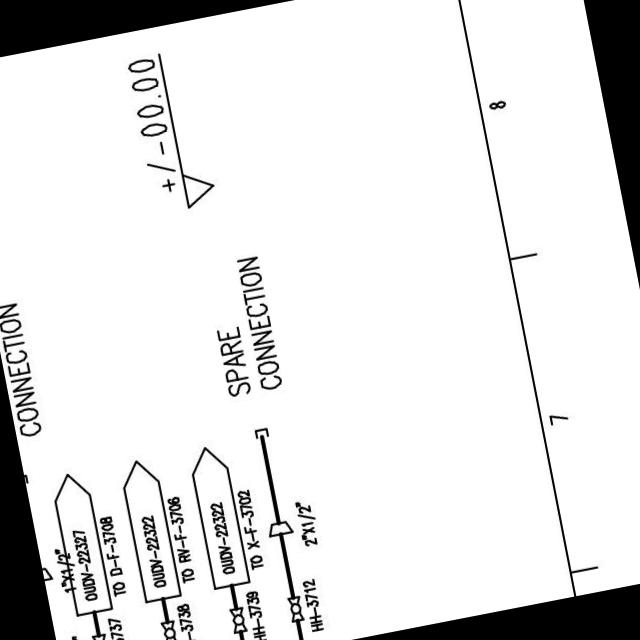 +/-00.00
8
7
CONNECTION
SPARE
CONNECTION
1"X1/2"
OUDV-22327
TO D-F-3708
737
OUDV-22322
TO RV-F-3706
-3738
OUDV-22322
TO X-F-3702
HH-3739
2"X1/2"
HH-3712